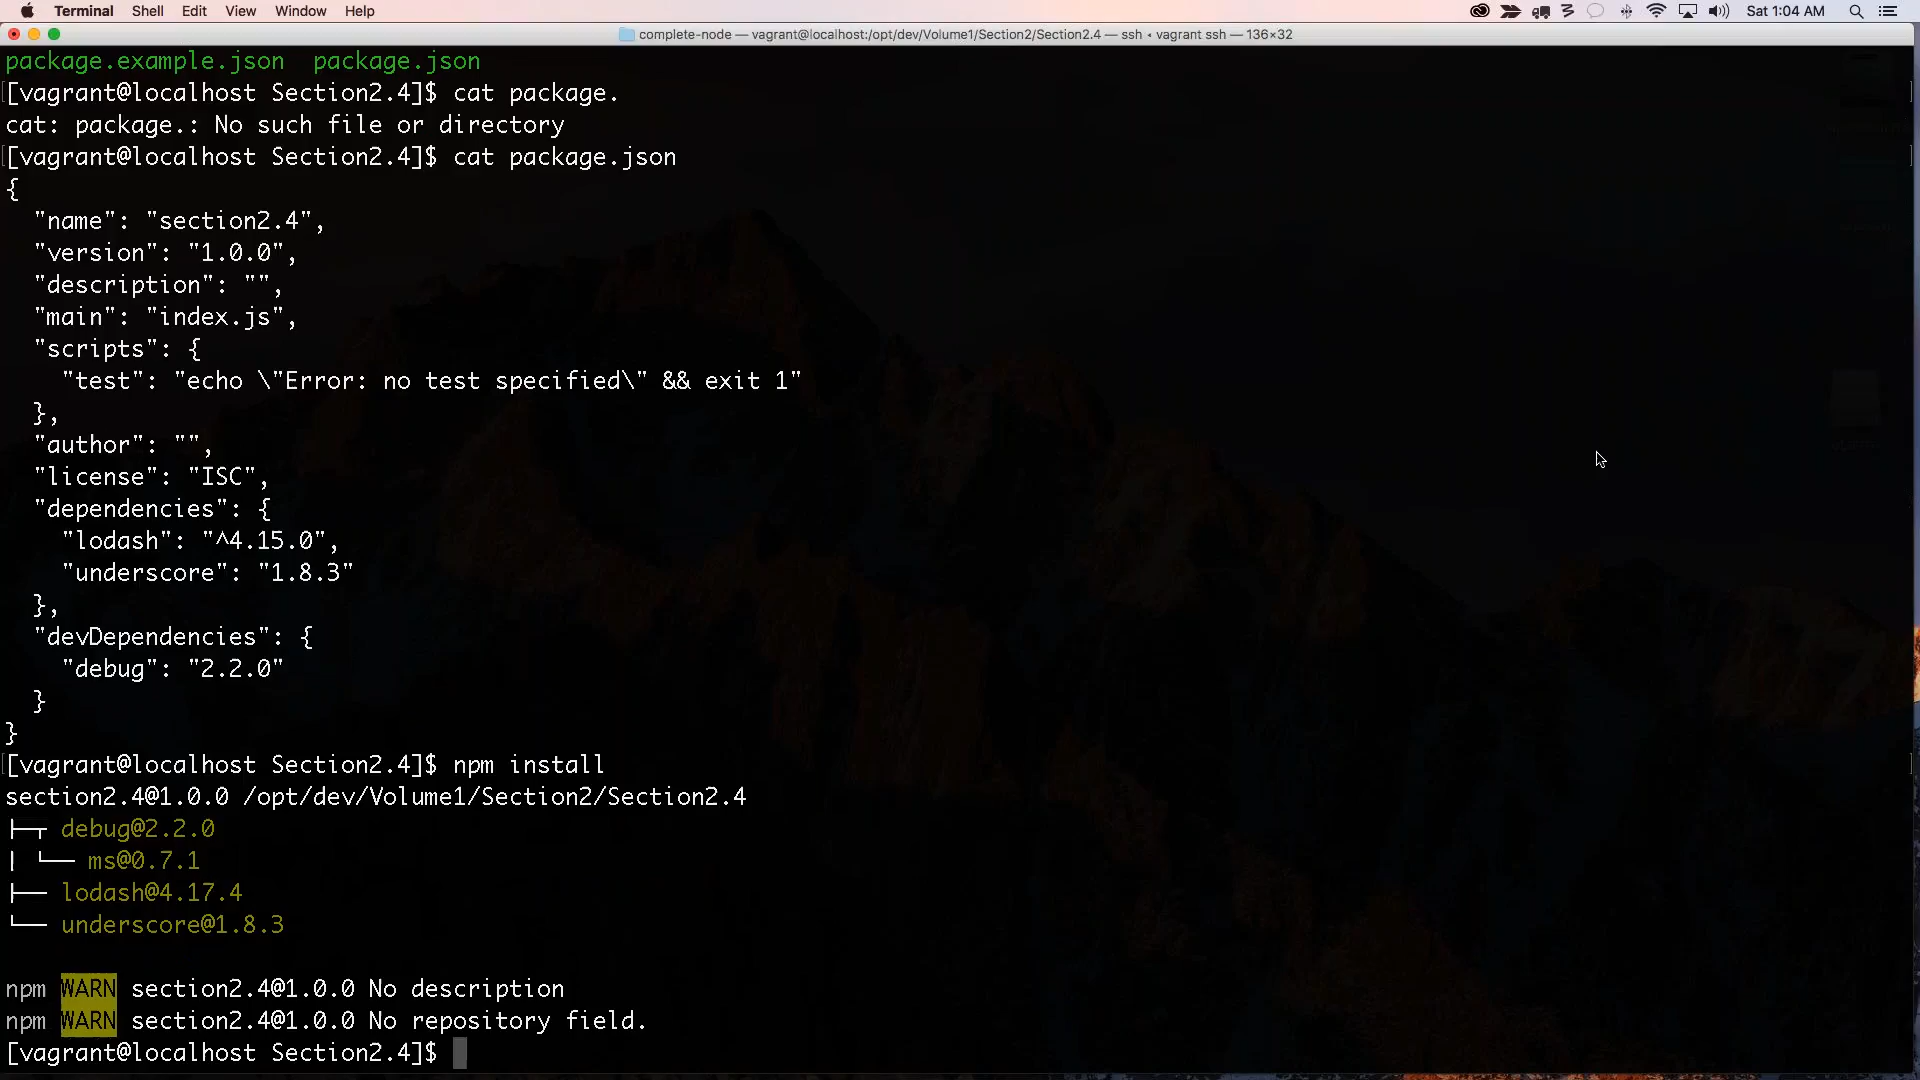 Terminal Shell Edit View Window Help Sat 1:04 AM
complete-node — vagrant@localhost:/opt/dev/Volume1/Section2/Section2.4 — ssh • vagrant ssh — 136×32
package.example.json  package.json
[vagrant@localhost Section2.4]$ cat package.
cat: package.: No such file or directory
[vagrant@localhost Section2.4]$ cat package.json
{
  "name": "section2.4",
  "version": "1.0.0",
  "description": "",
  "main": "index.js",
  "scripts": {
    "test": "echo \"Error: no test specified\" && exit 1"
  },
  "author": "",
  "license": "ISC",
  "dependencies": {
    "lodash": "^4.15.0",
    "underscore": "1.8.3"
  },
  "devDependencies": {
    "debug": "2.2.0"
  }
}
[vagrant@localhost Section2.4]$ npm install
section2.4@1.0.0 /opt/dev/Volume1/Section2/Section2.4
├─┬ debug@2.2.0
│ └── ms@0.7.1
├── lodash@4.17.4
└── underscore@1.8.3
npm WARN section2.4@1.0.0 No description
npm WARN section2.4@1.0.0 No repository field.
[vagrant@localhost Section2.4]$